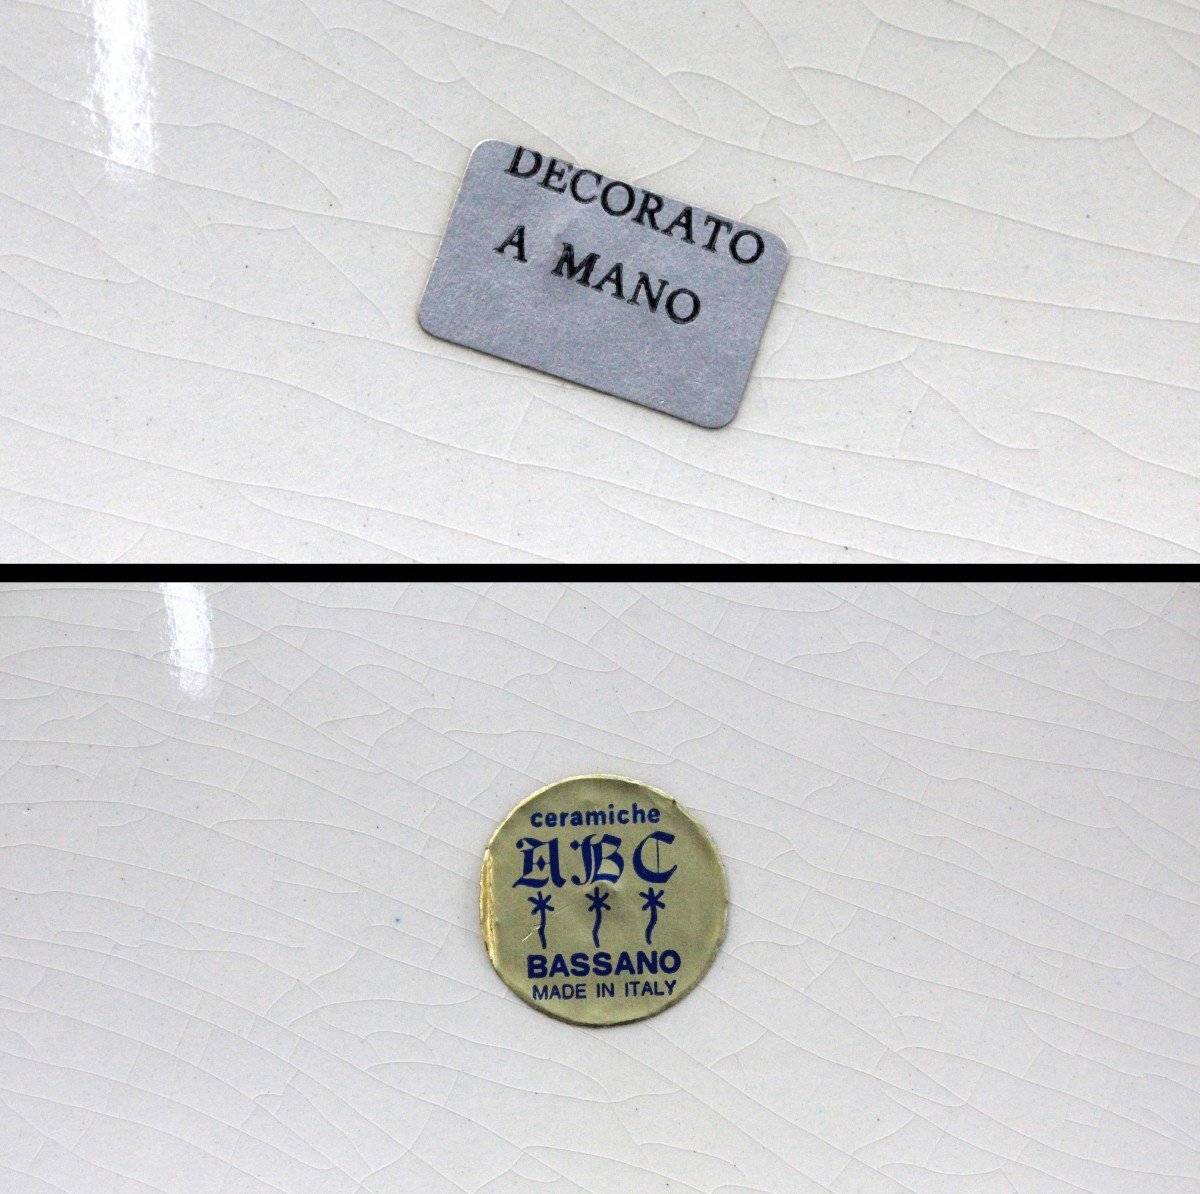 DECORATO
A MANO
ceramiche
ABC
BASSANO
MADE IN ITALY